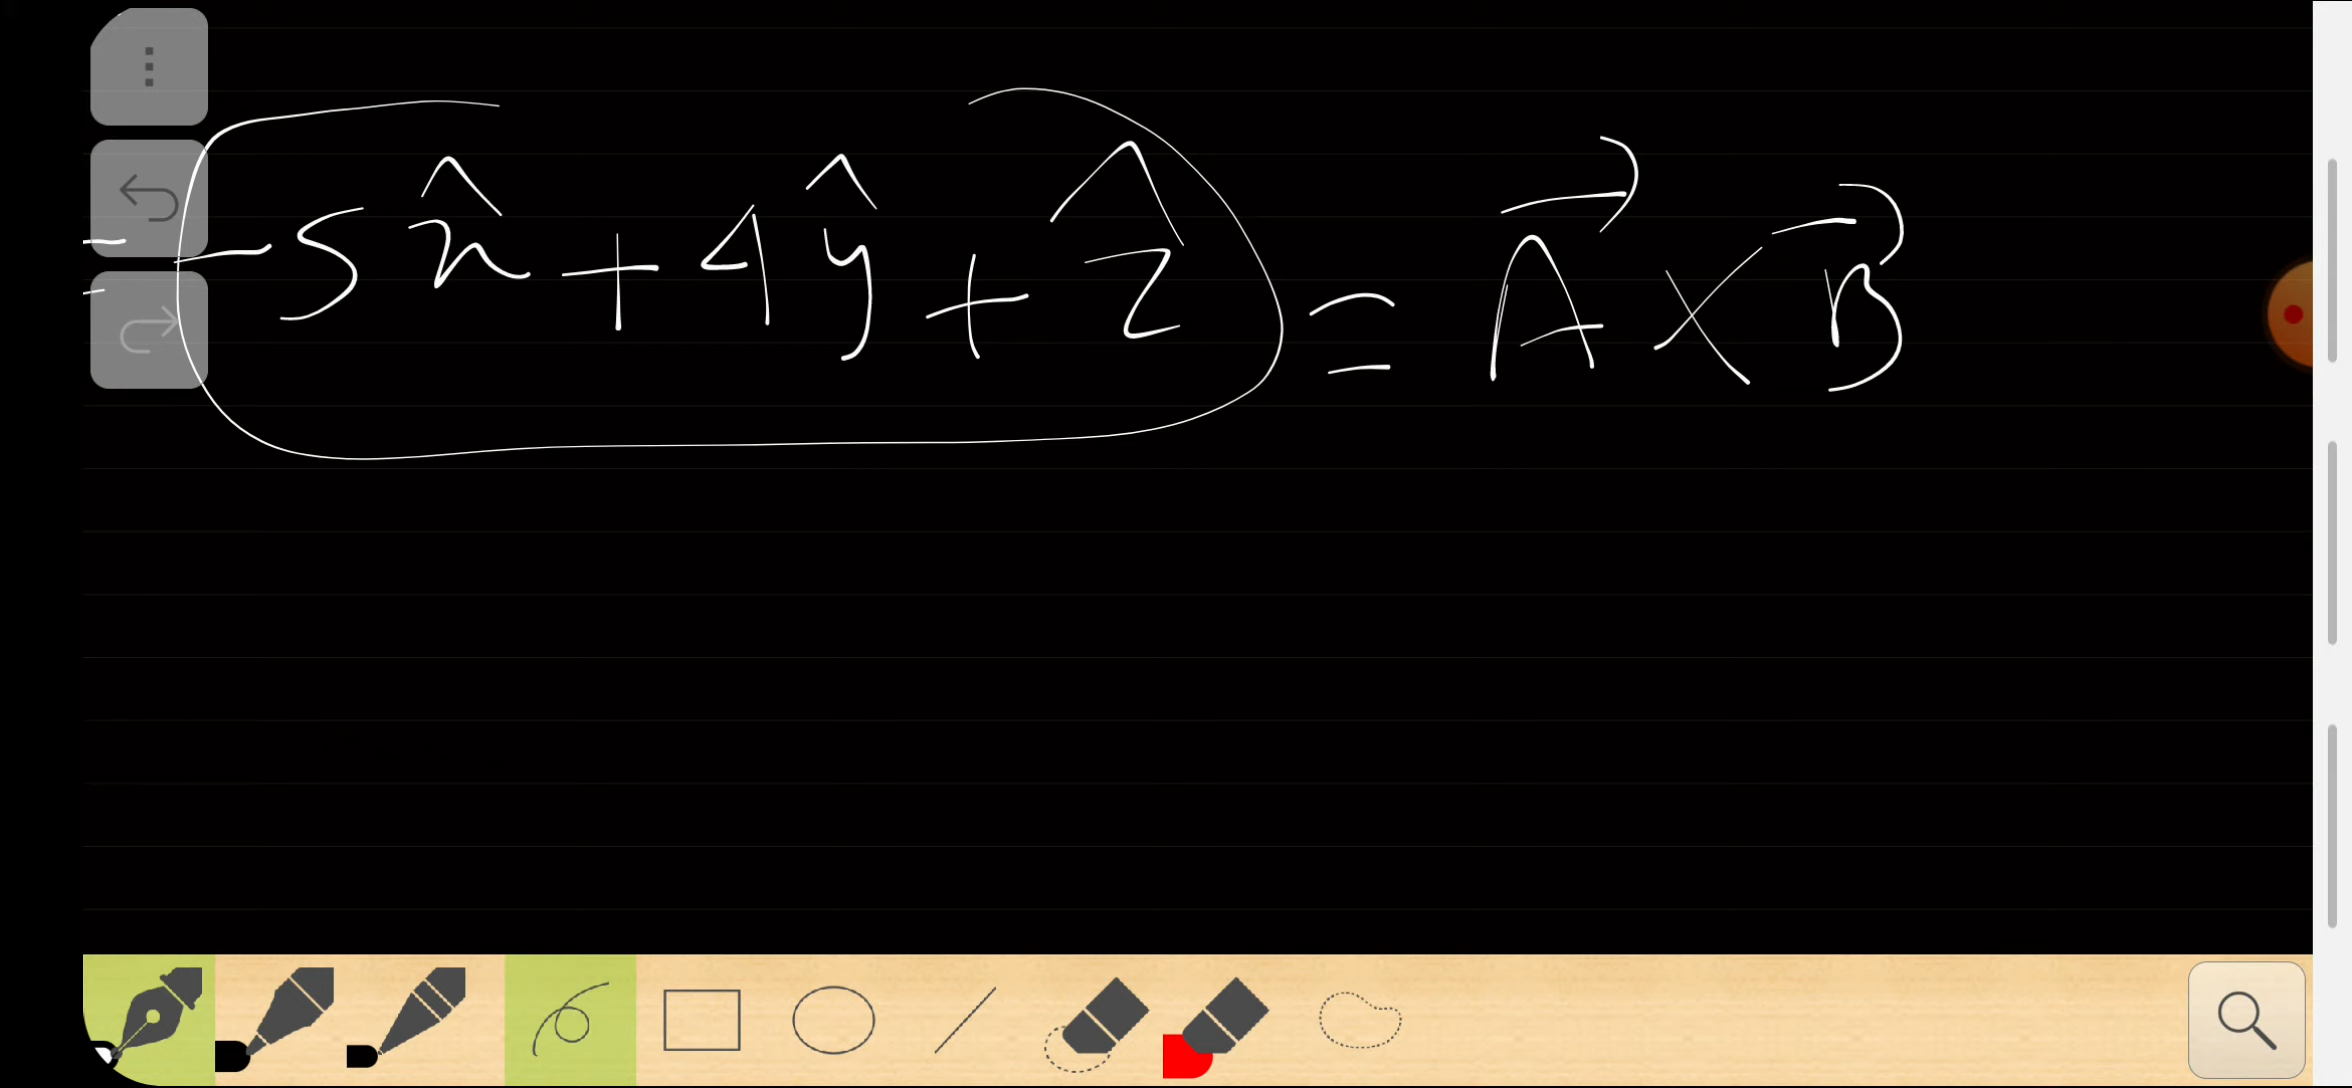 = -5x̂ + 4ŷ + ẑ = A⃗ × B⃗